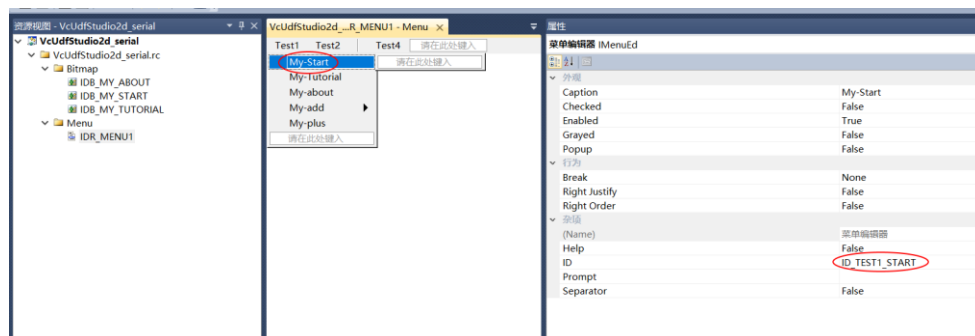 资源视图 - VcUdfStudio2d_serial
VcUdfStudio2d_serial
VcUdfStudio2d_serial.rc
Bitmap
IDB_MY_ABOUT
IDB_MY_START
IDB_MY_TUTORIAL
Menu
IDR_MENU1
VcUdfStudio2d_...R_MENU1 - Menu
Test1 Test2 Test4 请在此处键入
My-Start 请在此处键入
My-Tutorial
My-about
My-add
My-plus
请在此处键入
属性
菜单编辑器 IMenuEd
外观
Caption My-Start
Checked False
Enabled True
Grayed False
Popup False
行为
Break None
Right Justify False
Right Order False
杂项
(Name) 菜单编辑器
Help False
ID ID_TEST1_START
Prompt
Separator False